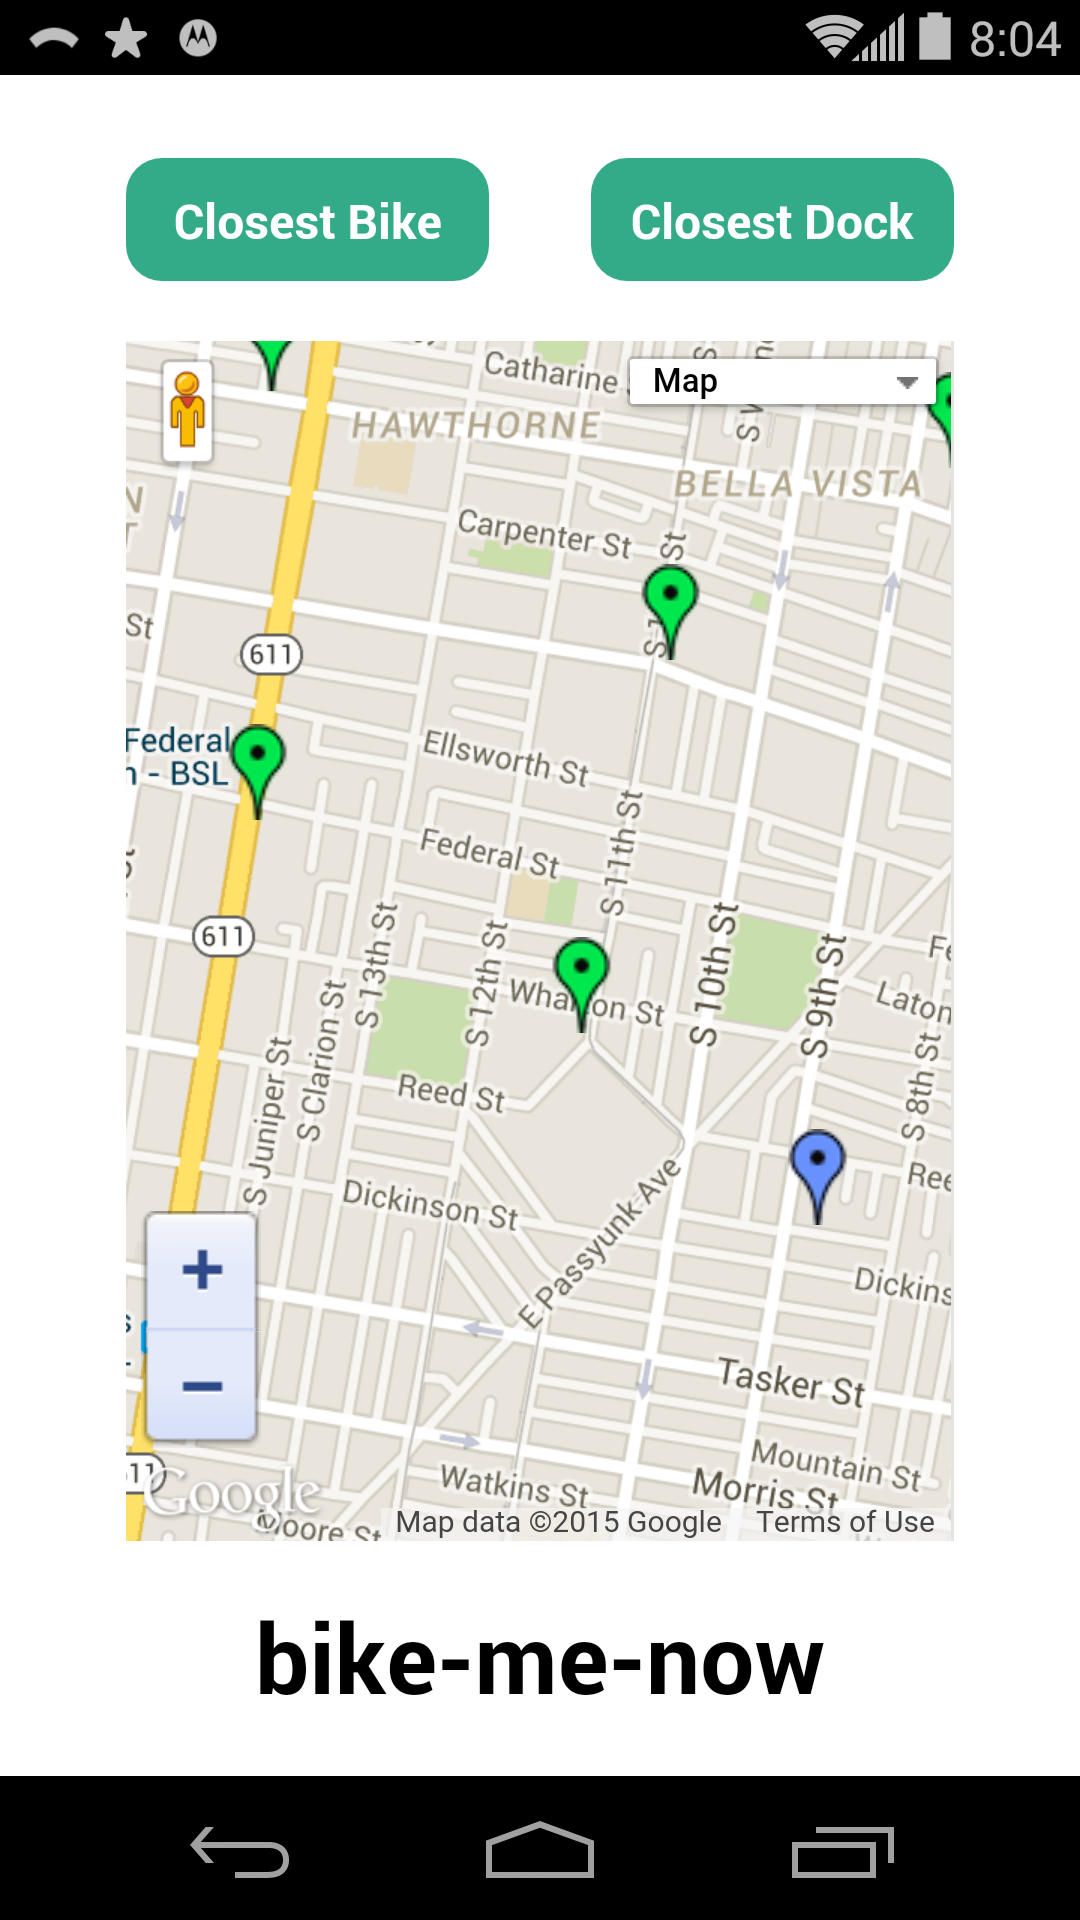 8:04
Closest Bike
Closest Dock
Catharine
Map
HAWTHORNE
BELLA VISTA
Carpenter St
St
611
Federal
Ellsworth St
- BSL
S 11th St
Federal St
611
S 13th St
S 12th St
S 10th St
S 9th St
Wharton St
Laton
S Clarion St
S Juniper St
S 8th St
Reed St
Ree
Dickinson St
E Passyunk Ave
+
Dickins
−
Tasker St
Mountain St
Watkins St
Morris St
Google
Moore St
Map data ©2015 Google
Terms of Use
bike-me-now